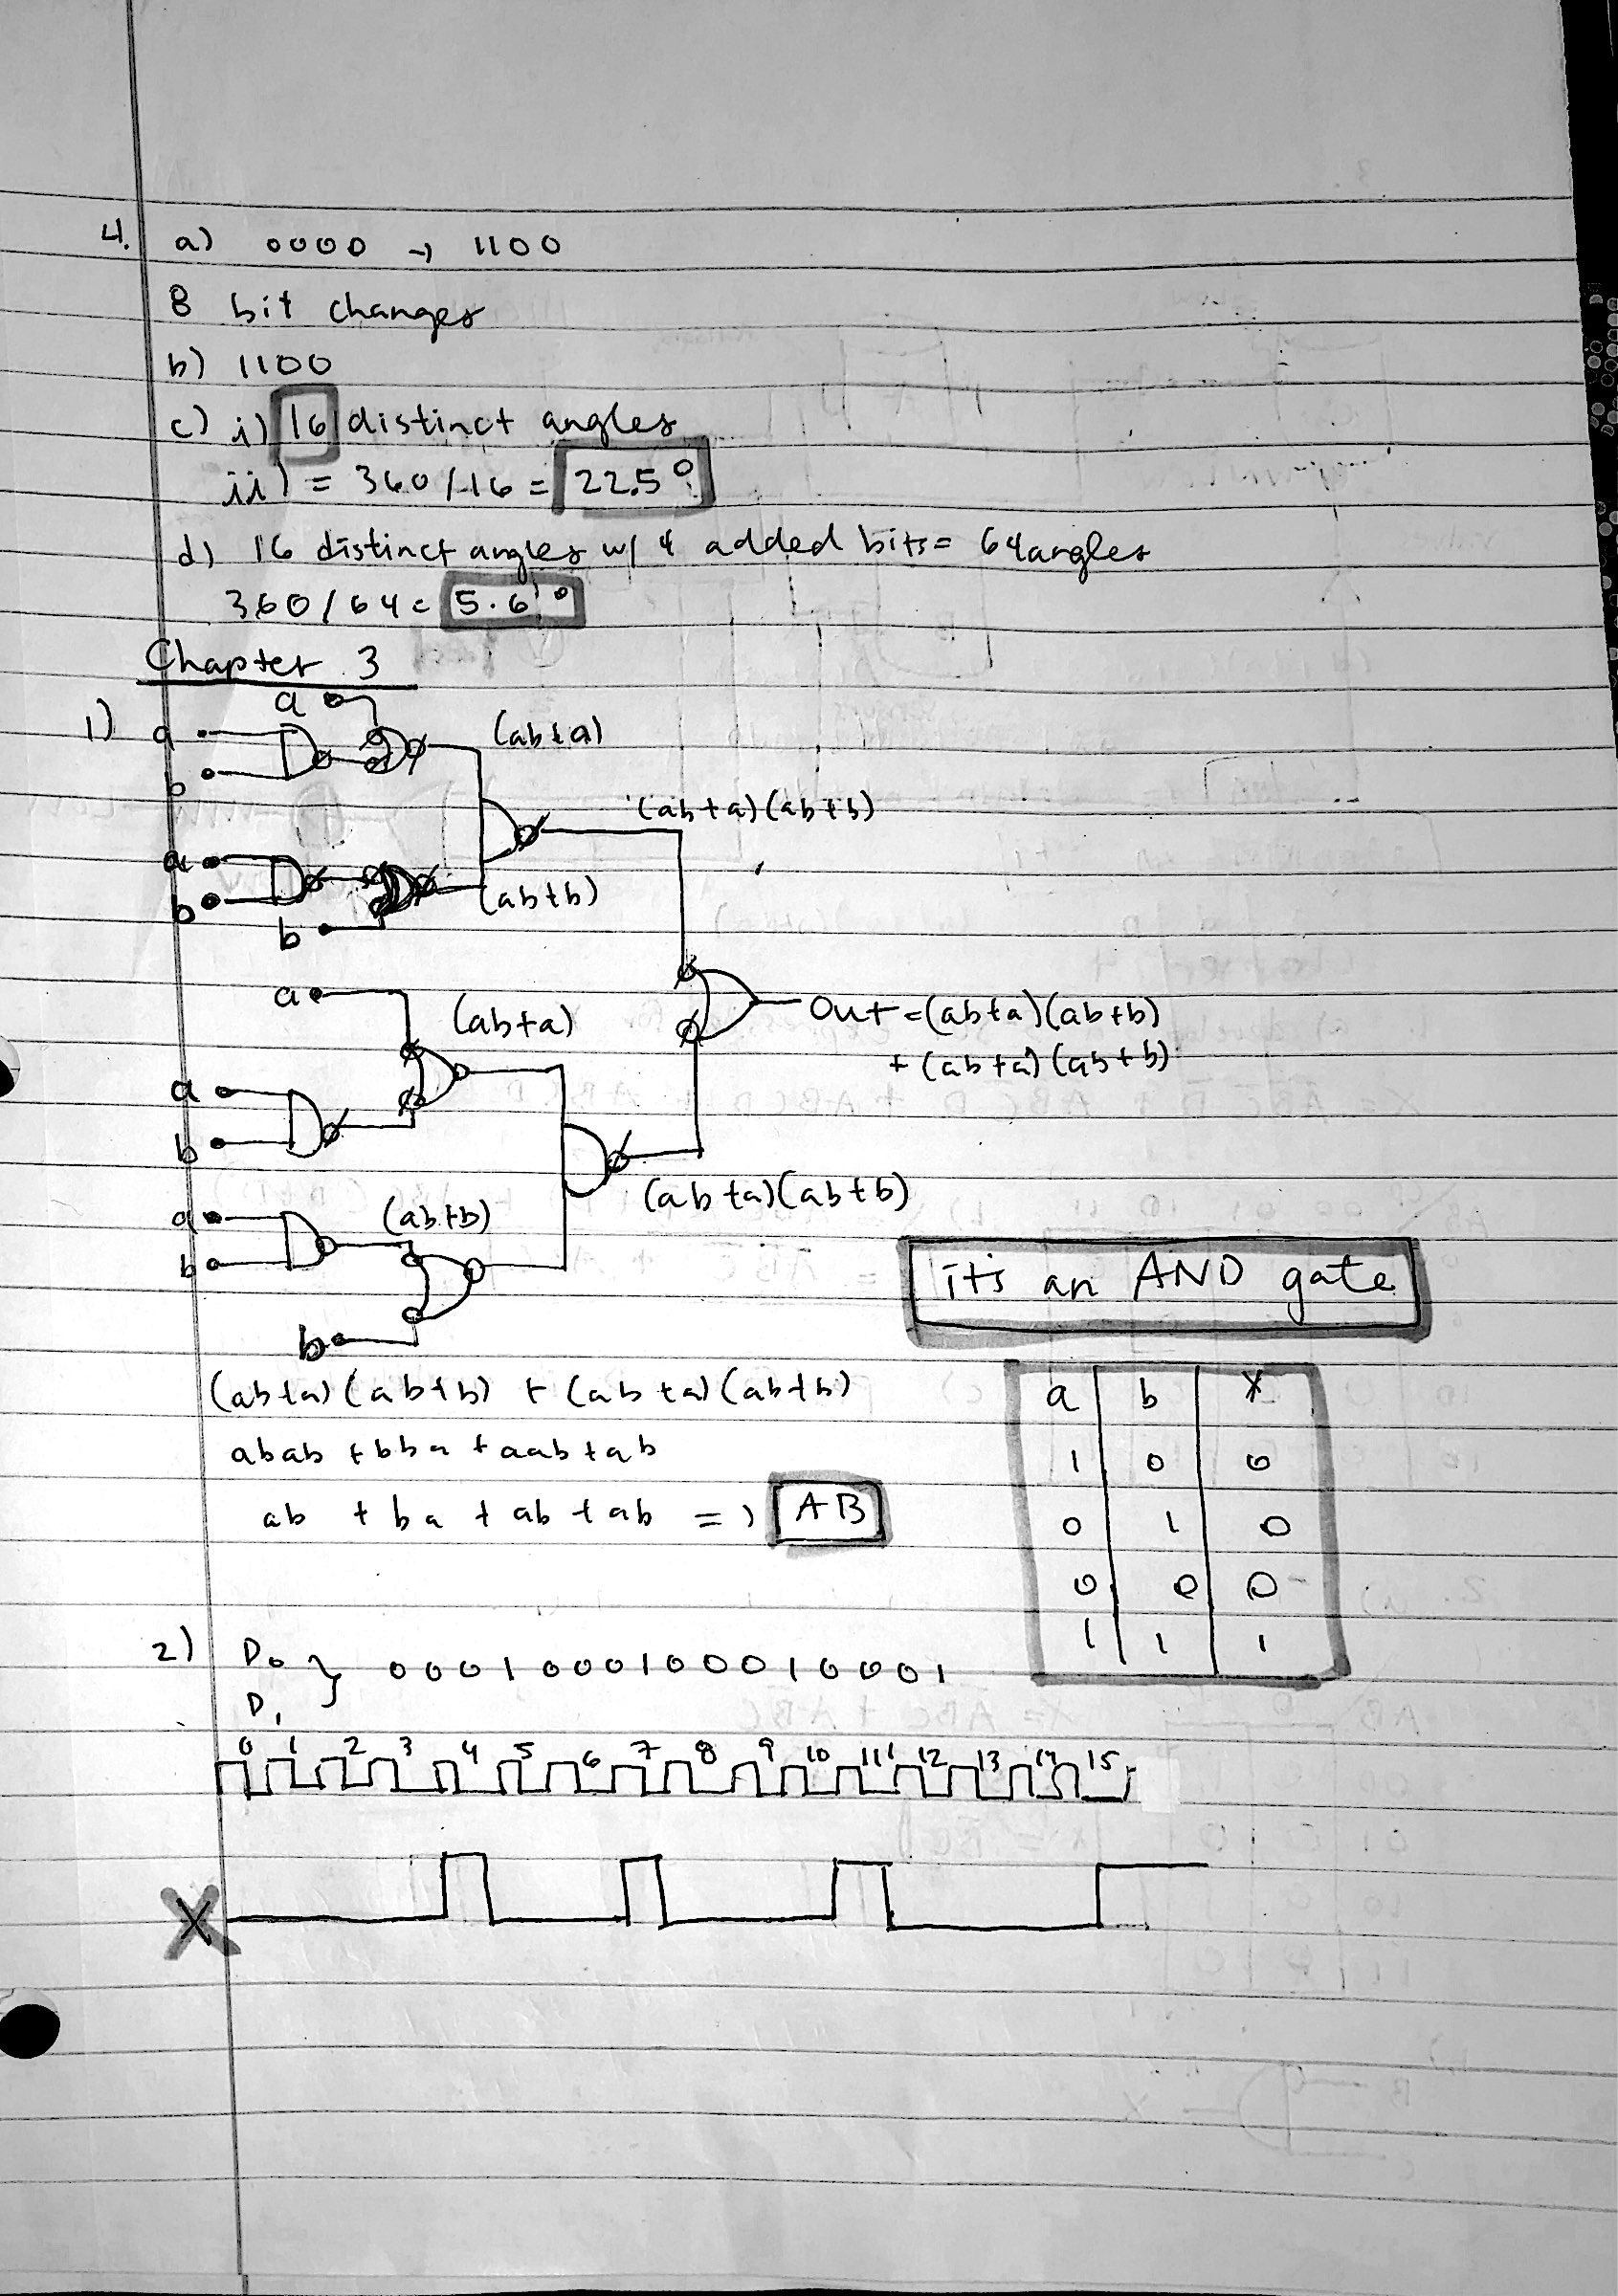 4. a) 0000 → 1100
8 bit changes
b) 1100
c) i) 16 distinct angles
ii) = 360/16 = 22.5°
d) 16 distinct angles w/ 4 added bits = 64 angles
360/64 = 5.6°
Chapter 3
1)
a
a (ab+a)
b
(ab+a)(ab+b)
a
b (ab+b)
b
a (ab+a)
Out = (ab+a)(ab+b)
+ (ab+a)(ab+b)
a
b
(ab+a)(ab+b)
a (ab+b)
b
its an AND gate
b
(ab+a)(ab+b) + (ab+a)(ab+b)
abab + bba + aab + ab
ab + ba + ab + ab => AB
a b X
1 0 0
0 1 0
0 0 0
1 1 1
2) D0 } 0001000100010001
D1
0 1 2 3 4 5 6 7 8 9 10 11 12 13 14 15
X